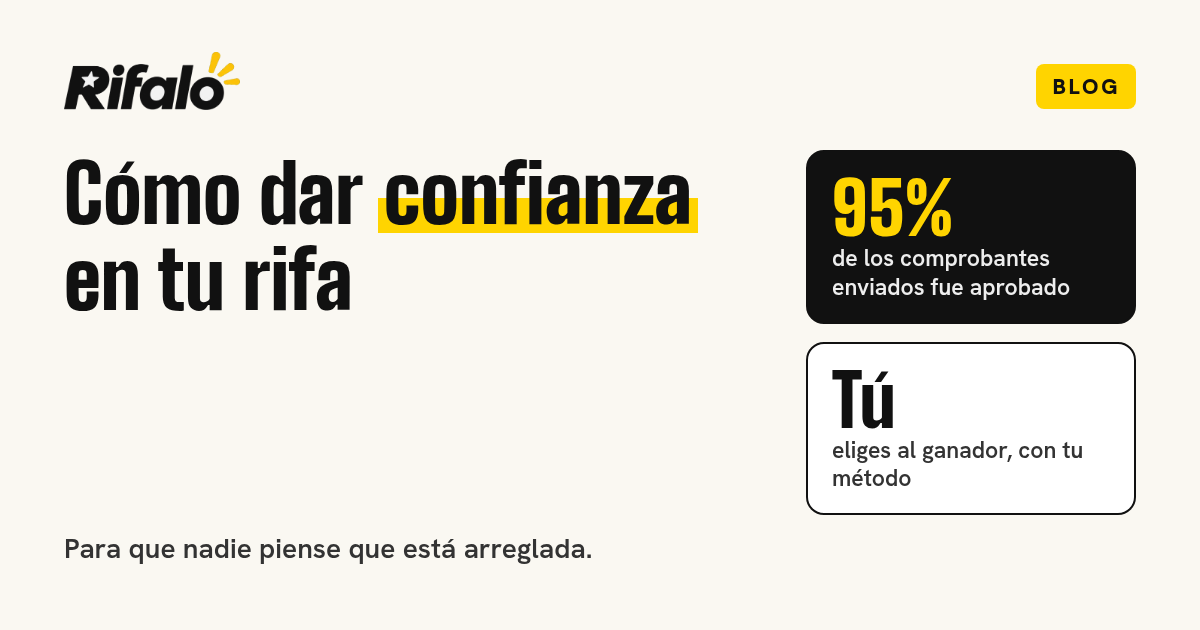 Rifalo
BLOG
Cómo dar confianza
en tu rifa
95%
de los comprobantes
enviados fue aprobado
Tú
eliges al ganador, con tu
método
Para que nadie piense que está arreglada.